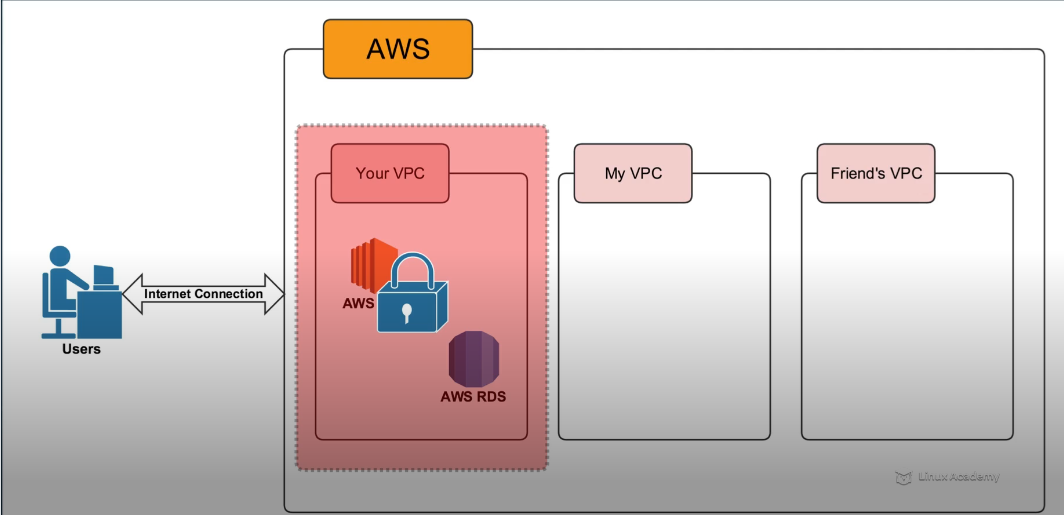 AWS
Your VPC
My VPC
Friend's VPC
AWS
Internet Connection
Users
AWS RDS
Linux Academy